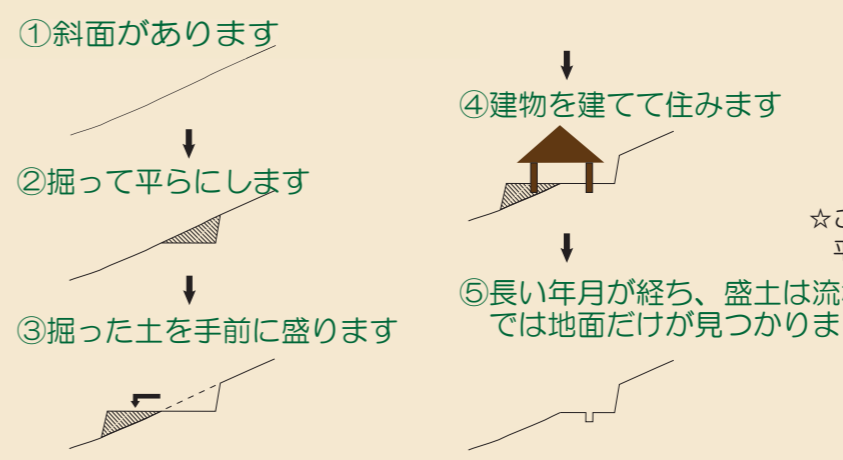 ①斜面があります
②掘って平らにします
③掘った土を手前に盛ります
④建物を建てて住みます
☆こ
⑤長い年月が経ち、盛土は流
では地面だけが見つかりま